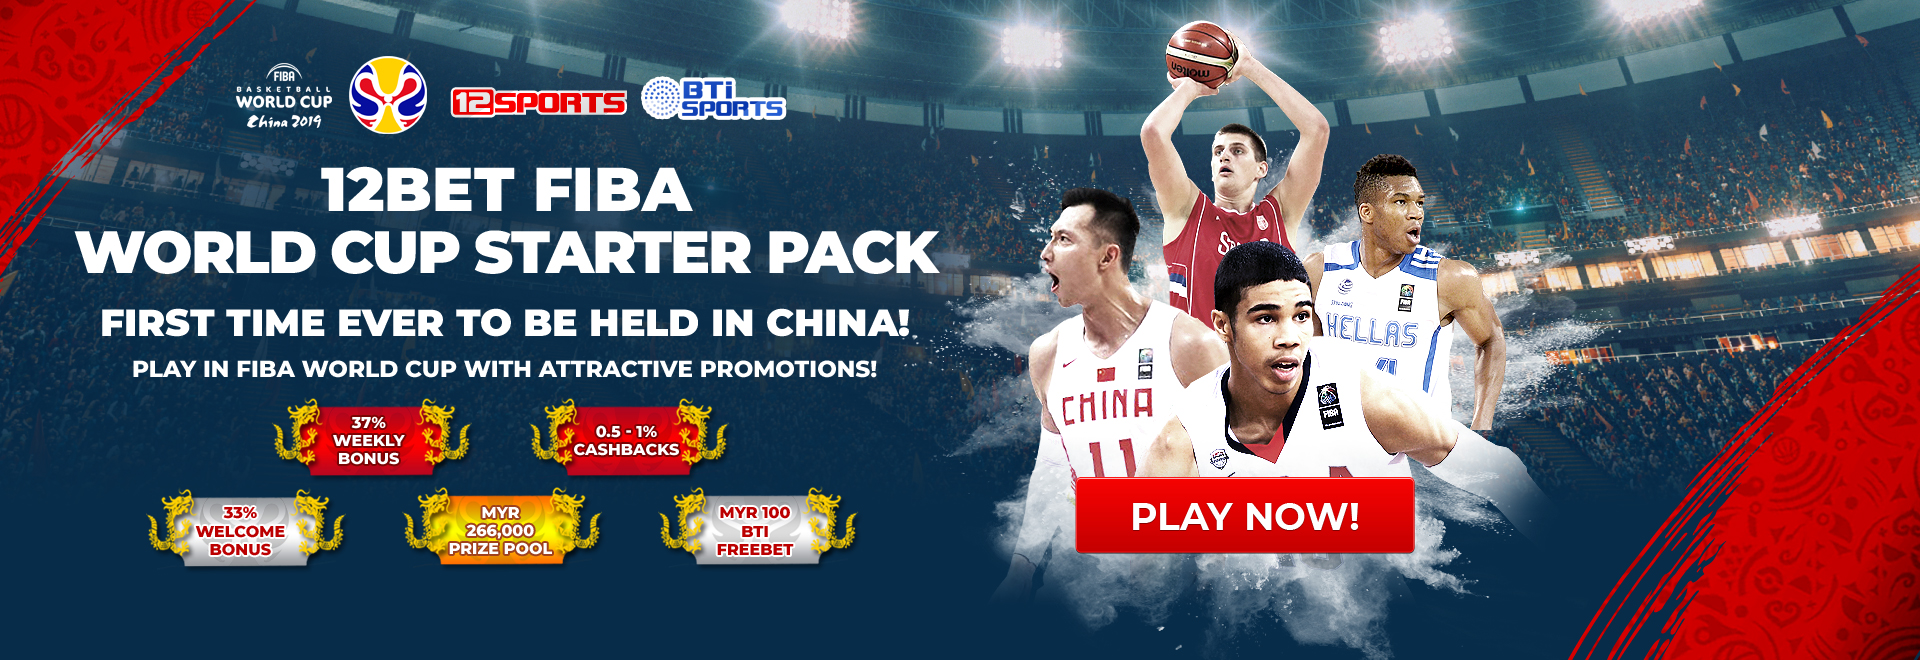 FIBA
BASKETBALL
WORLD CUP
China 2019
12SPORTS
BTi
SPORTS
12BET FIBA
WORLD CUP STARTER PACK
FIRST TIME EVER TO BE HELD IN CHINA!
PLAY IN FIBA WORLD CUP WITH ATTRACTIVE PROMOTIONS!
37%
WEEKLY
BONUS
0.5 - 1%
CASHBACKS
33%
WELCOME
BONUS
MYR
266,000
PRIZE POOL
MYR 100
BTI
FREEBET
molten
HELLAS
4
CHINA
11
FIBA
PLAY NOW!